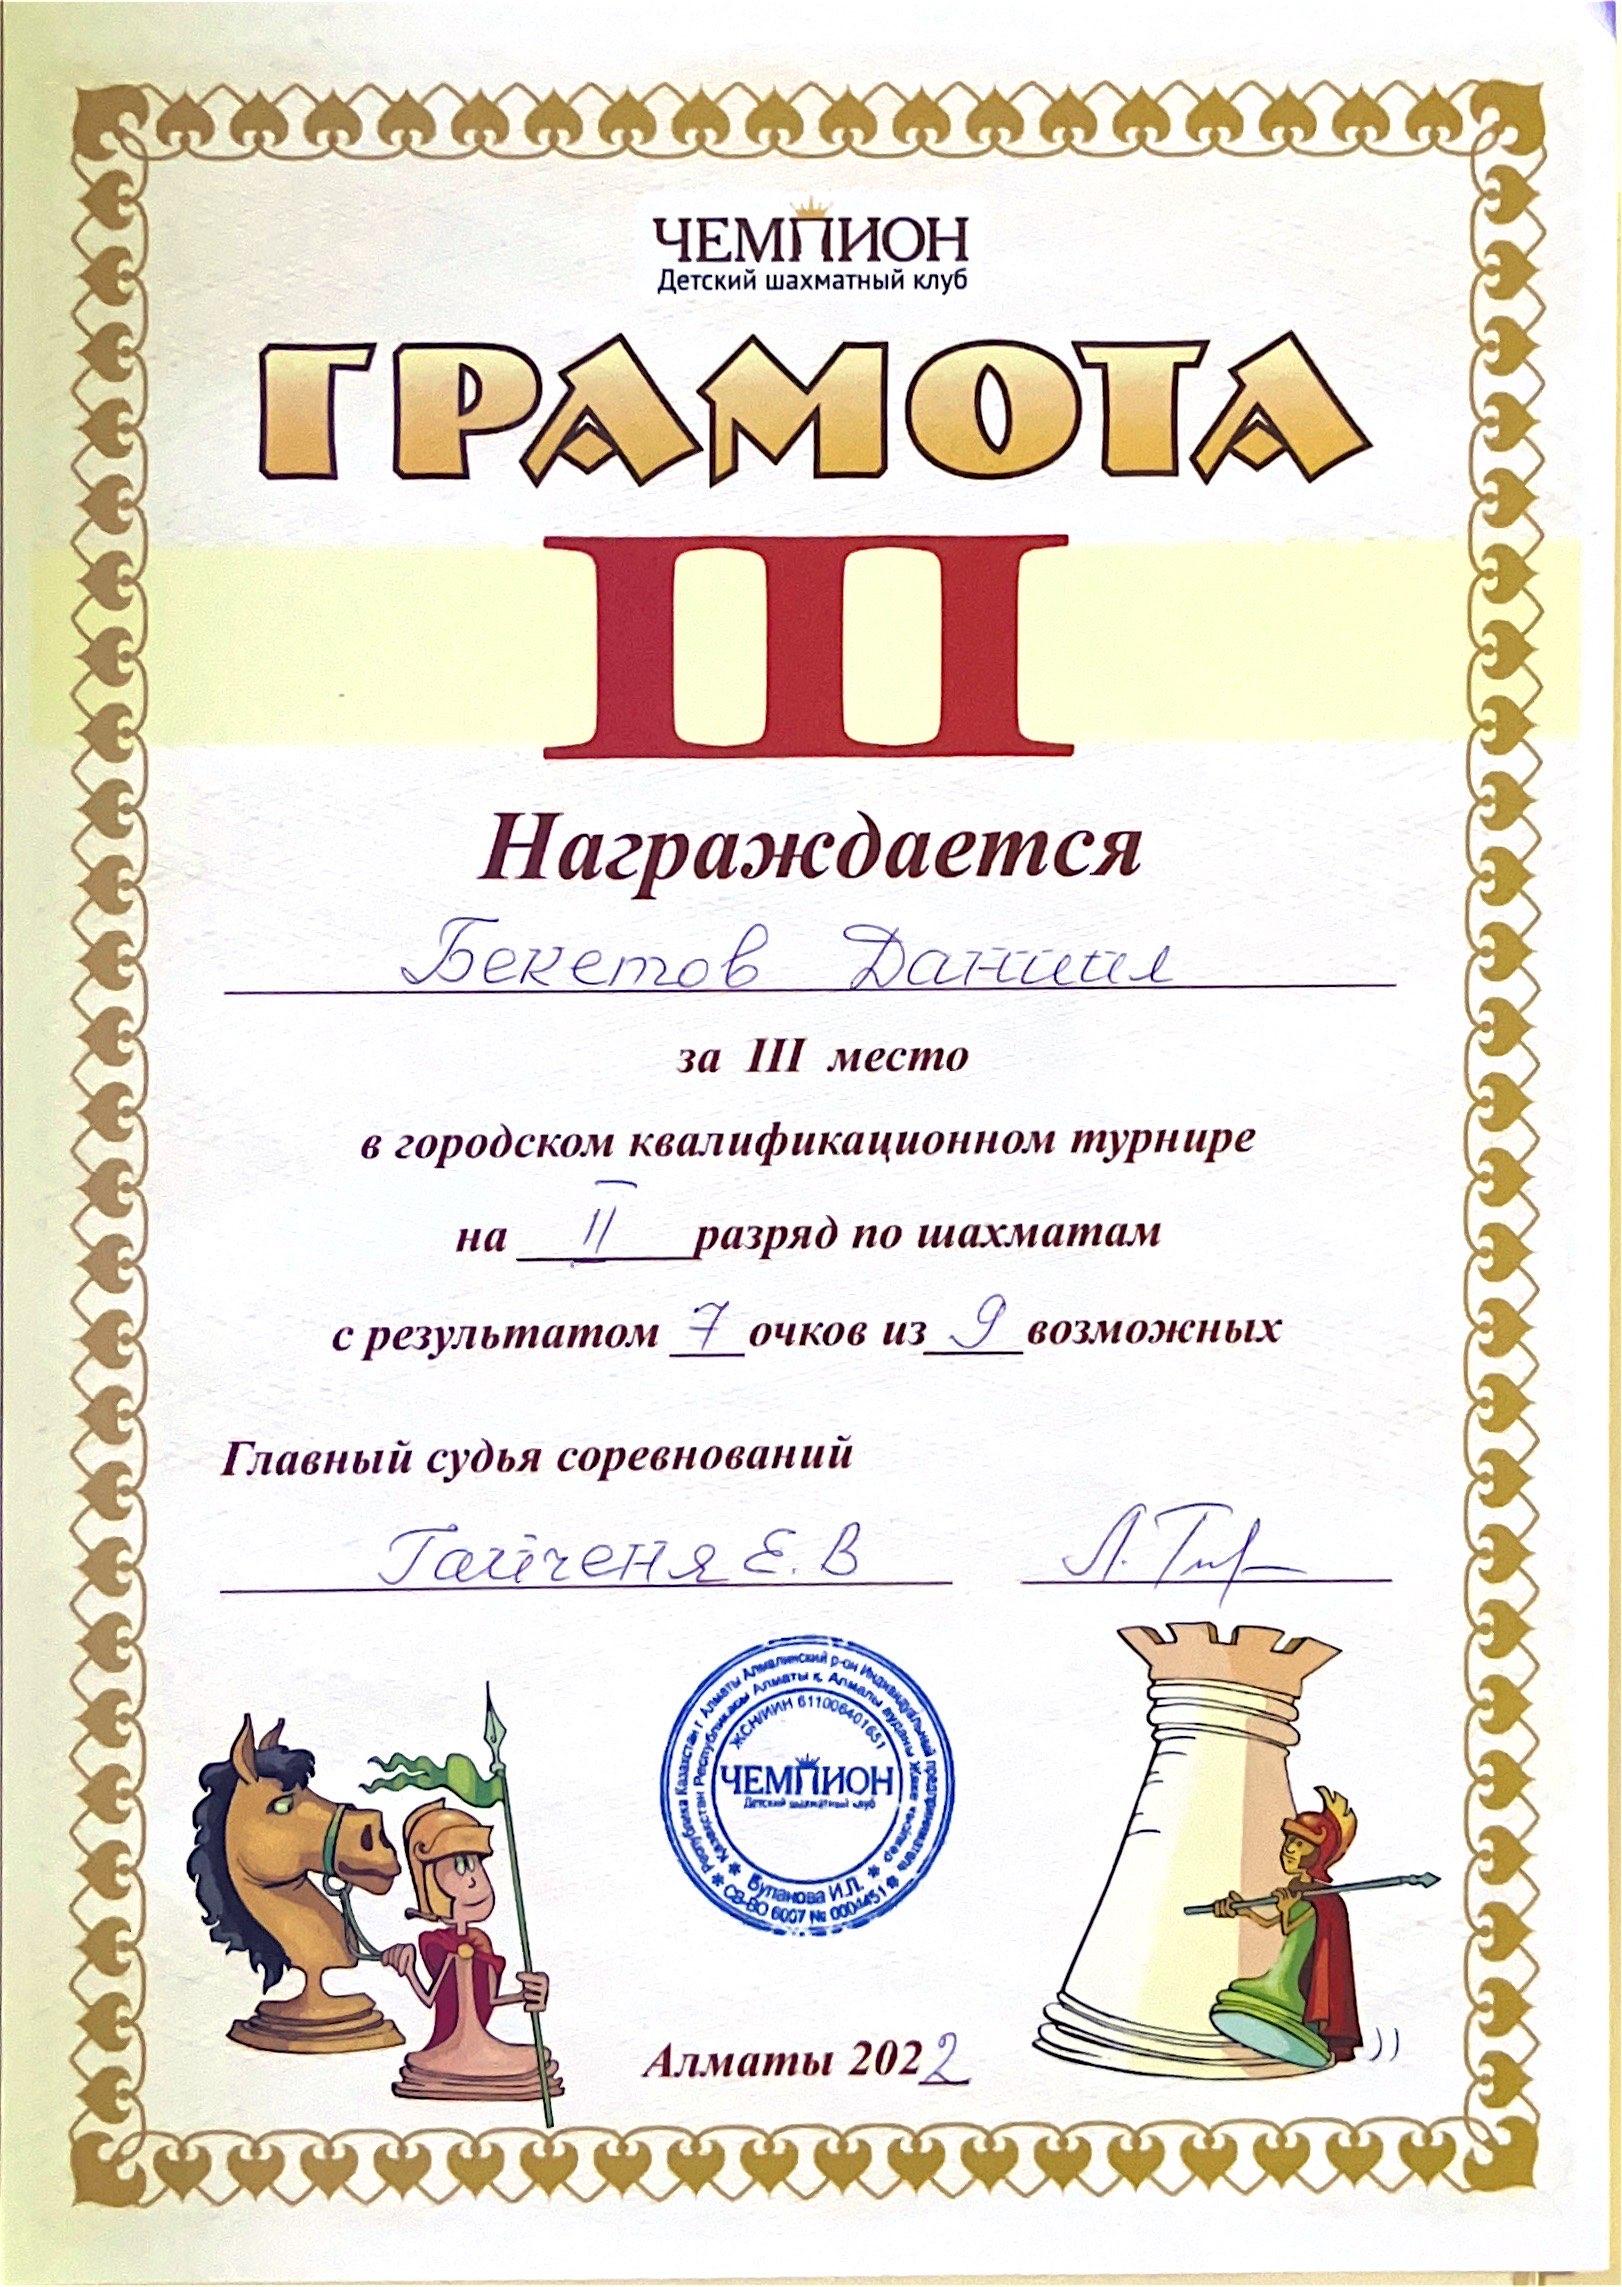 ЧЕМПИОН
Детский шахматный клуб
ГРАМОТА
III
Награждается
Бекетов Даниил
за III место
в городском квалификационном турнире
на II разряд по шахматам
с результатом 7 очков из 9 возможных
Главный судья соревнований
Гайченя Е. В
Республика Казахстан г. Алматы Алмалинский р-он Индивидуальный предприниматель
Қазақстан Республикасы Алматы қ. Алмалы ауданы Жеке кәсіпкер
ЖСН/ИИН 611006401651
ЧЕМПИОН
Детский шахматный клуб
Буланова И.Л.
СВ-ВО 6007 № 0004451
Алматы 2022